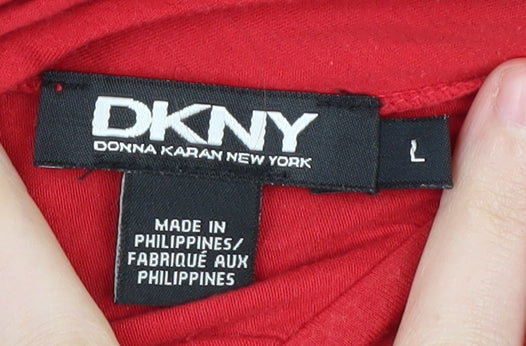 DKNY
DONNA KARAN NEW YORK
L
MADE IN
PHILIPPINES/
FABRIQUÉ AUX
PHILIPPINES